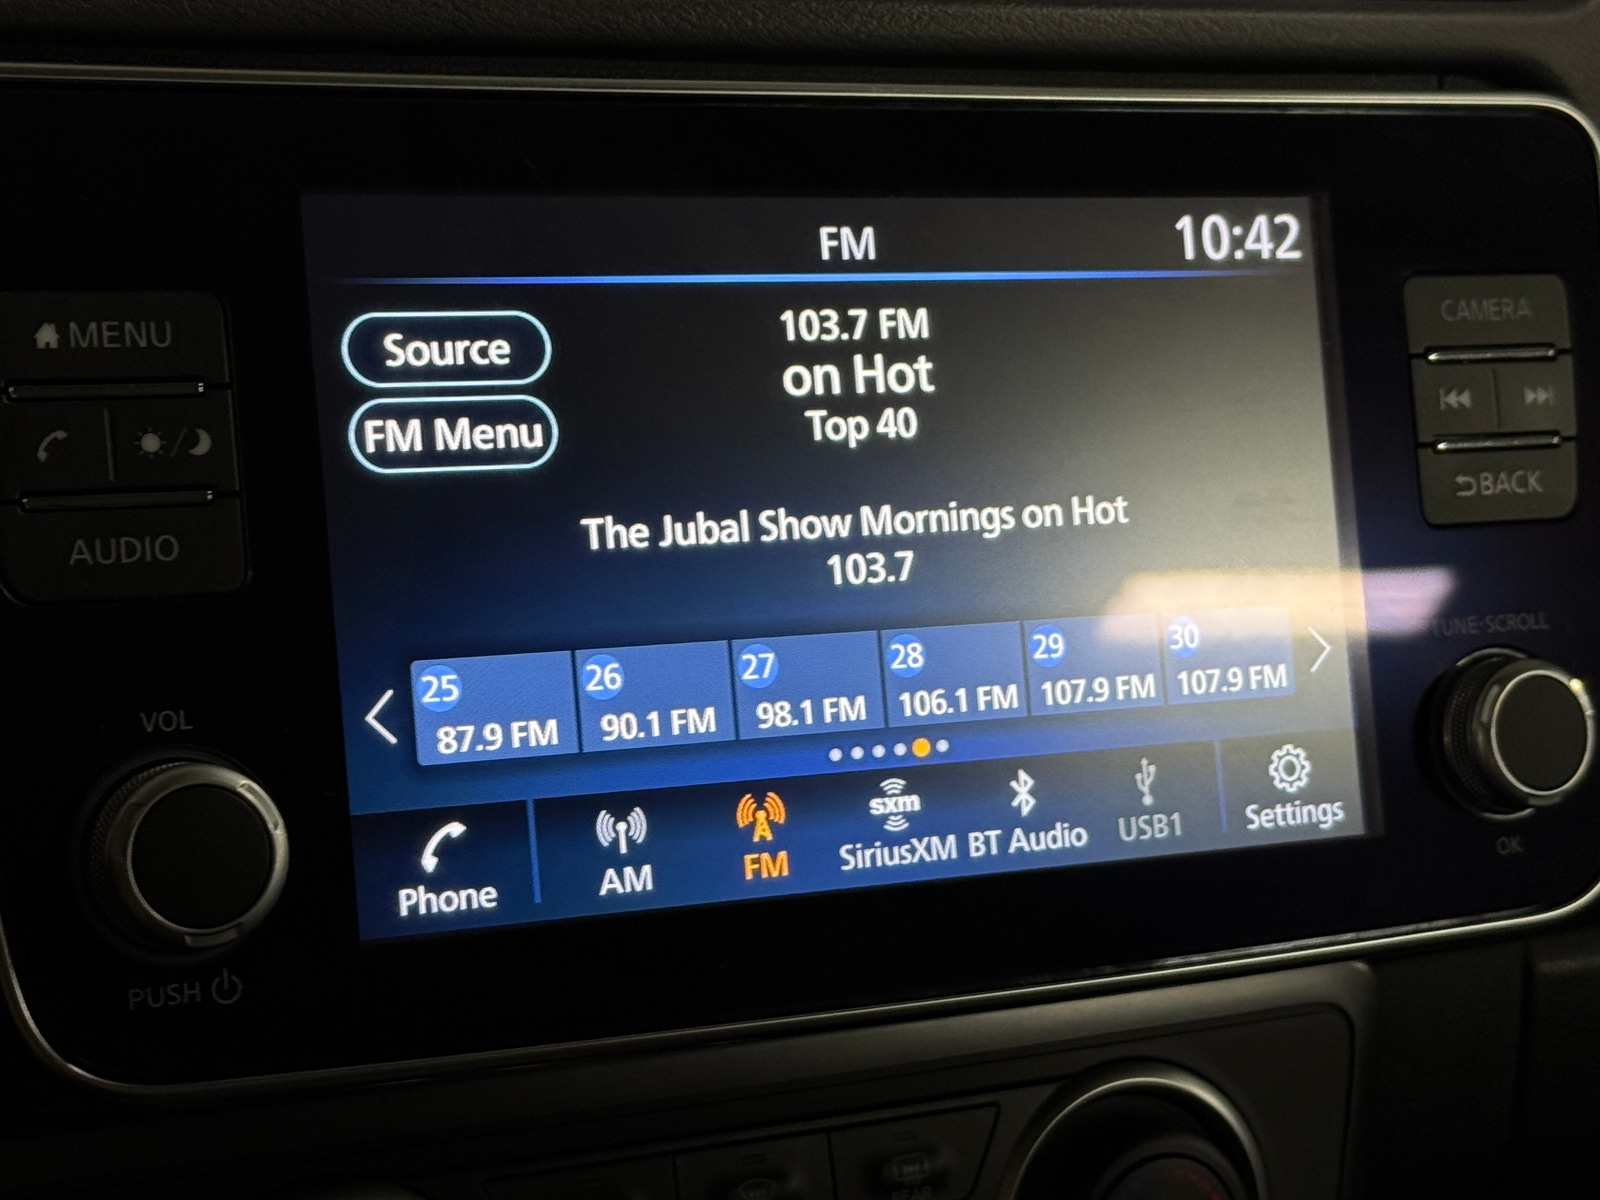 FM
10:42
MENU
AUDIO
VOL
PUSH
Source
FM Menu
103.7 FM
on Hot
Top 40
The Jubal Show Mornings on Hot
103.7
25
87.9 FM
26
90.1 FM
27
98.1 FM
28
106.1 FM
29
107.9 FM
30
107.9 FM
Phone
AM
FM
sxm
SiriusXM
BT Audio
USB1
Settings
CAMERA
BACK
TUNE·SCROLL
OK
REAR